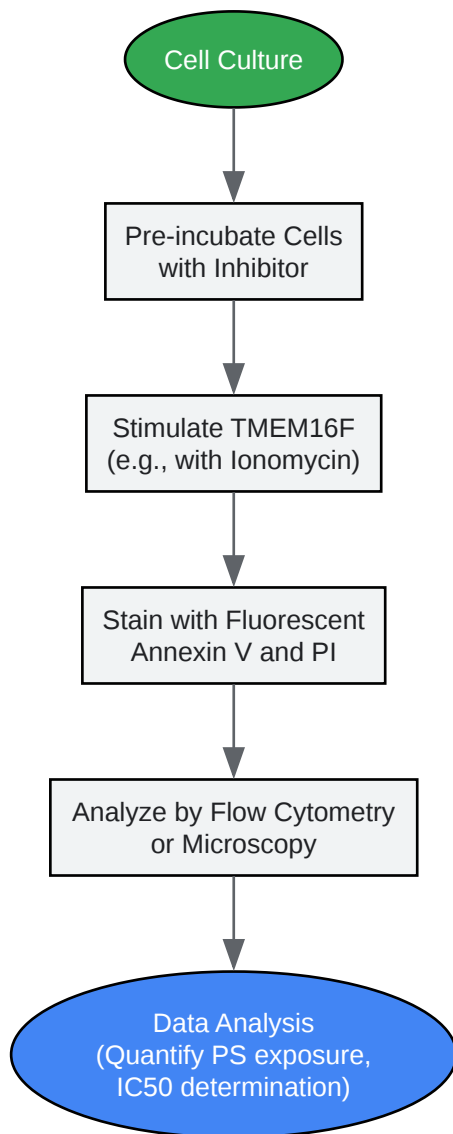 Cell Culture
Pre-incubate Cells
with Inhibitor
Stimulate TMEM16F
(e.g., with Ionomycin)
Stain with Fluorescent
Annexin V and PI
Analyze by Flow Cytometry
or Microscopy
Data Analysis
(Quantify PS exposure,
IC50 determination)